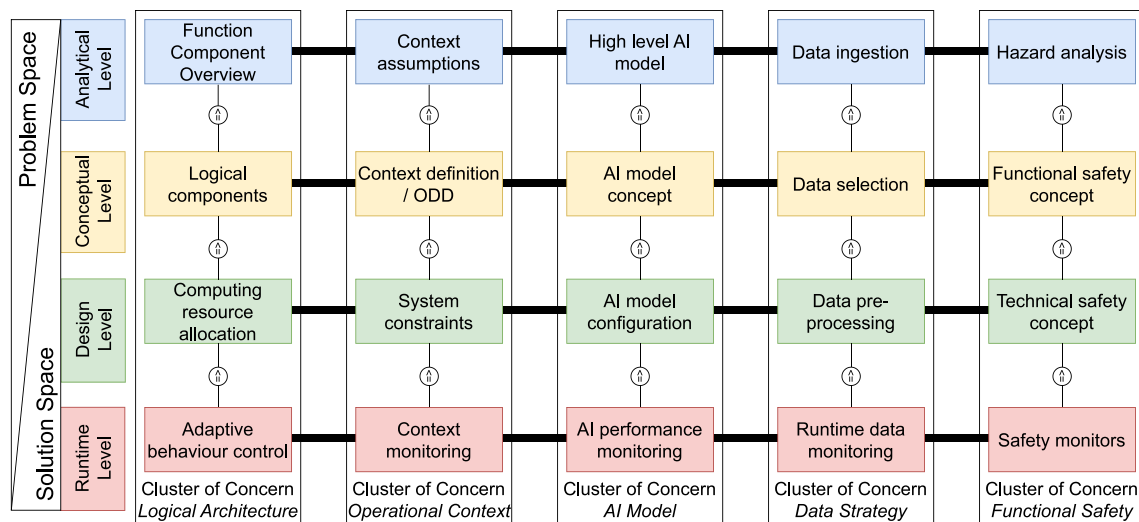 Problem Space
Solution Space
Analytical
Level
Function
Component
Overview
Context
assumptions
High level AI
model
Data ingestion
Hazard analysis
Conceptual
Level
Logical
components
Context definition
/ ODD
AI model
concept
Data selection
Functional safety
concept
Design
Level
Computing
resource
allocation
System
constraints
AI model
configuration
Data pre-
processing
Technical safety
concept
Runtime
Level
Adaptive
behaviour control
Context
monitoring
AI performance
monitoring
Runtime data
monitoring
Safety monitors
Cluster of Concern
Logical Architecture
Cluster of Concern
Operational Context
Cluster of Concern
AI Model
Cluster of Concern
Data Strategy
Cluster of Concern
Functional Safety